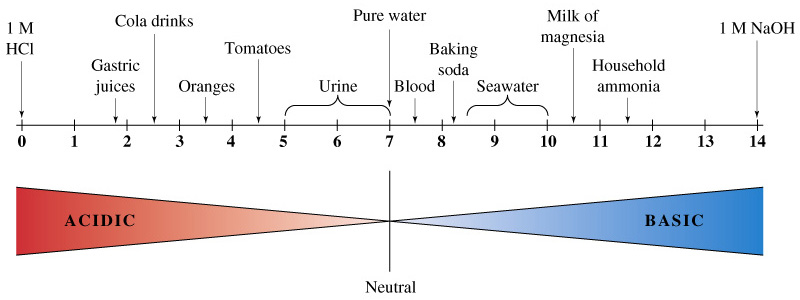 1 M
HCl
Gastric
juices
Cola drinks
Oranges
Tomatoes
Urine
Pure water
Blood
Baking
soda
Seawater
Milk of
magnesia
Household
ammonia
1 M NaOH
0 1 2 3 4 5 6 7 8 9 10 11 12 13 14
ACIDIC
BASIC
Neutral